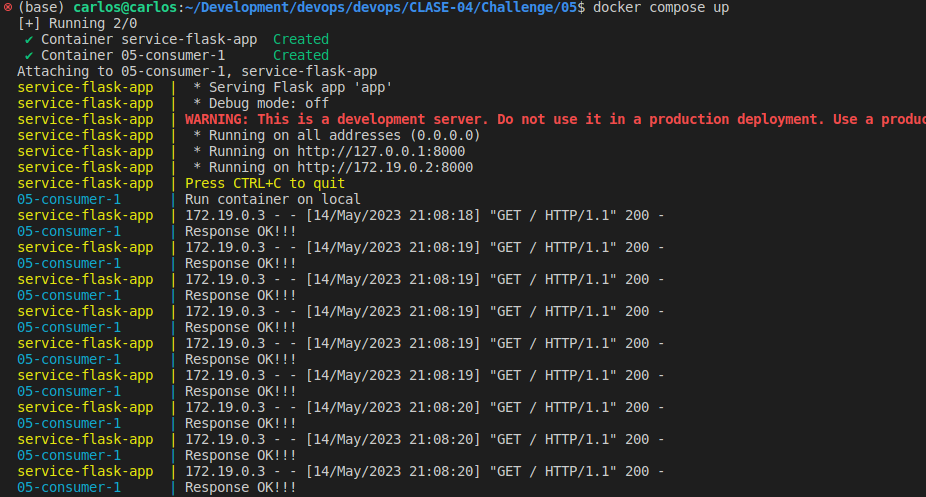 (base) carlos@carlos:~/Development/devops/devops/CLASE-04/Challenge/05$ docker compose up
[+] Running 2/0
✔ Container service-flask-app  Created
✔ Container 05-consumer-1      Created
Attaching to 05-consumer-1, service-flask-app
service-flask-app  |  * Serving Flask app 'app'
service-flask-app  |  * Debug mode: off
service-flask-app  | WARNING: This is a development server. Do not use it in a production deployment. Use a produc
service-flask-app  |  * Running on all addresses (0.0.0.0)
service-flask-app  |  * Running on http://127.0.0.1:8000
service-flask-app  |  * Running on http://172.19.0.2:8000
service-flask-app  | Press CTRL+C to quit
05-consumer-1      | Run container on local
service-flask-app  | 172.19.0.3 - - [14/May/2023 21:08:18] "GET / HTTP/1.1" 200 -
05-consumer-1      | Response OK!!!
service-flask-app  | 172.19.0.3 - - [14/May/2023 21:08:19] "GET / HTTP/1.1" 200 -
05-consumer-1      | Response OK!!!
service-flask-app  | 172.19.0.3 - - [14/May/2023 21:08:19] "GET / HTTP/1.1" 200 -
05-consumer-1      | Response OK!!!
service-flask-app  | 172.19.0.3 - - [14/May/2023 21:08:19] "GET / HTTP/1.1" 200 -
05-consumer-1      | Response OK!!!
service-flask-app  | 172.19.0.3 - - [14/May/2023 21:08:19] "GET / HTTP/1.1" 200 -
05-consumer-1      | Response OK!!!
service-flask-app  | 172.19.0.3 - - [14/May/2023 21:08:19] "GET / HTTP/1.1" 200 -
05-consumer-1      | Response OK!!!
service-flask-app  | 172.19.0.3 - - [14/May/2023 21:08:20] "GET / HTTP/1.1" 200 -
05-consumer-1      | Response OK!!!
service-flask-app  | 172.19.0.3 - - [14/May/2023 21:08:20] "GET / HTTP/1.1" 200 -
05-consumer-1      | Response OK!!!
service-flask-app  | 172.19.0.3 - - [14/May/2023 21:08:20] "GET / HTTP/1.1" 200 -
05-consumer-1      | Response OK!!!